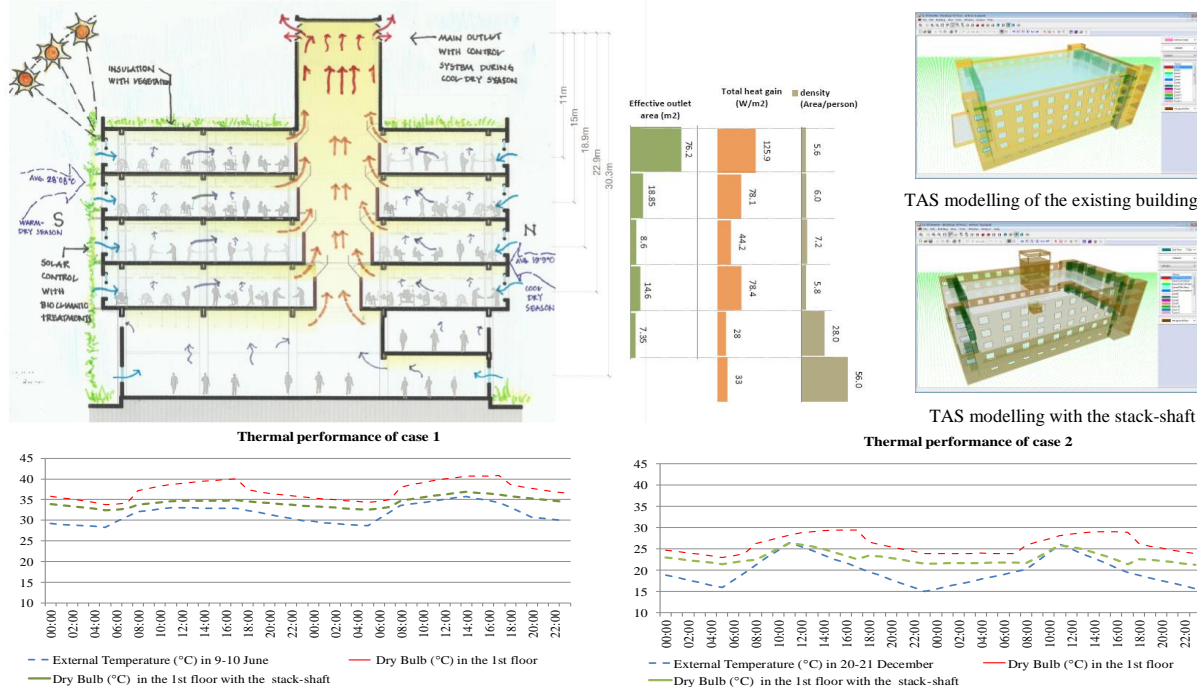 MAIN OUTLET
WITH CONTROL
SYSTEM DURING
COOL-DRY SEASON
INSULATION
WITH VEGETATION
11m
15m
18.9m
22.9m
30.3m
AVG 28'08°C
WARM-
DRY SEASON
S
N
SOLAR
CONTROL
WITH
BIOCLIMATIC
TREATMENTS
COOL
DRY
SEASON
Effective outlet
area (m2)
Total heat gain
(W/m2)
density
(Area/person)
76.2
125.9
5.6
18.85
78.1
6.0
8.6
44.2
7.2
14.6
78.4
5.8
7.35
28
28.0
33
56.0
TAS modelling of the existing building
TAS modelling with the stack-shaft
Thermal performance of case 1
45
40
35
30
25
20
15
10
00:00
02:00
04:00
06:00
08:00
10:00
12:00
14:00
16:00
18:00
20:00
22:00
00:00
02:00
04:00
06:00
08:00
10:00
12:00
14:00
16:00
18:00
20:00
22:00
External Temperature (°C) in 9-10 June
Dry Bulb (°C) in the 1st floor
Dry Bulb (°C) in the 1st floor with the stack-shaft
Thermal performance of case 2
45
40
35
30
25
20
15
10
00:00
02:00
04:00
06:00
08:00
10:00
12:00
14:00
16:00
18:00
20:00
22:00
00:00
02:00
04:00
06:00
08:00
10:00
12:00
14:00
16:00
18:00
20:00
22:00
External Temperature (°C) in 20-21 December
Dry Bulb (°C) in the 1st floor
Dry Bulb (°C) in the 1st floor with the stack-shaft